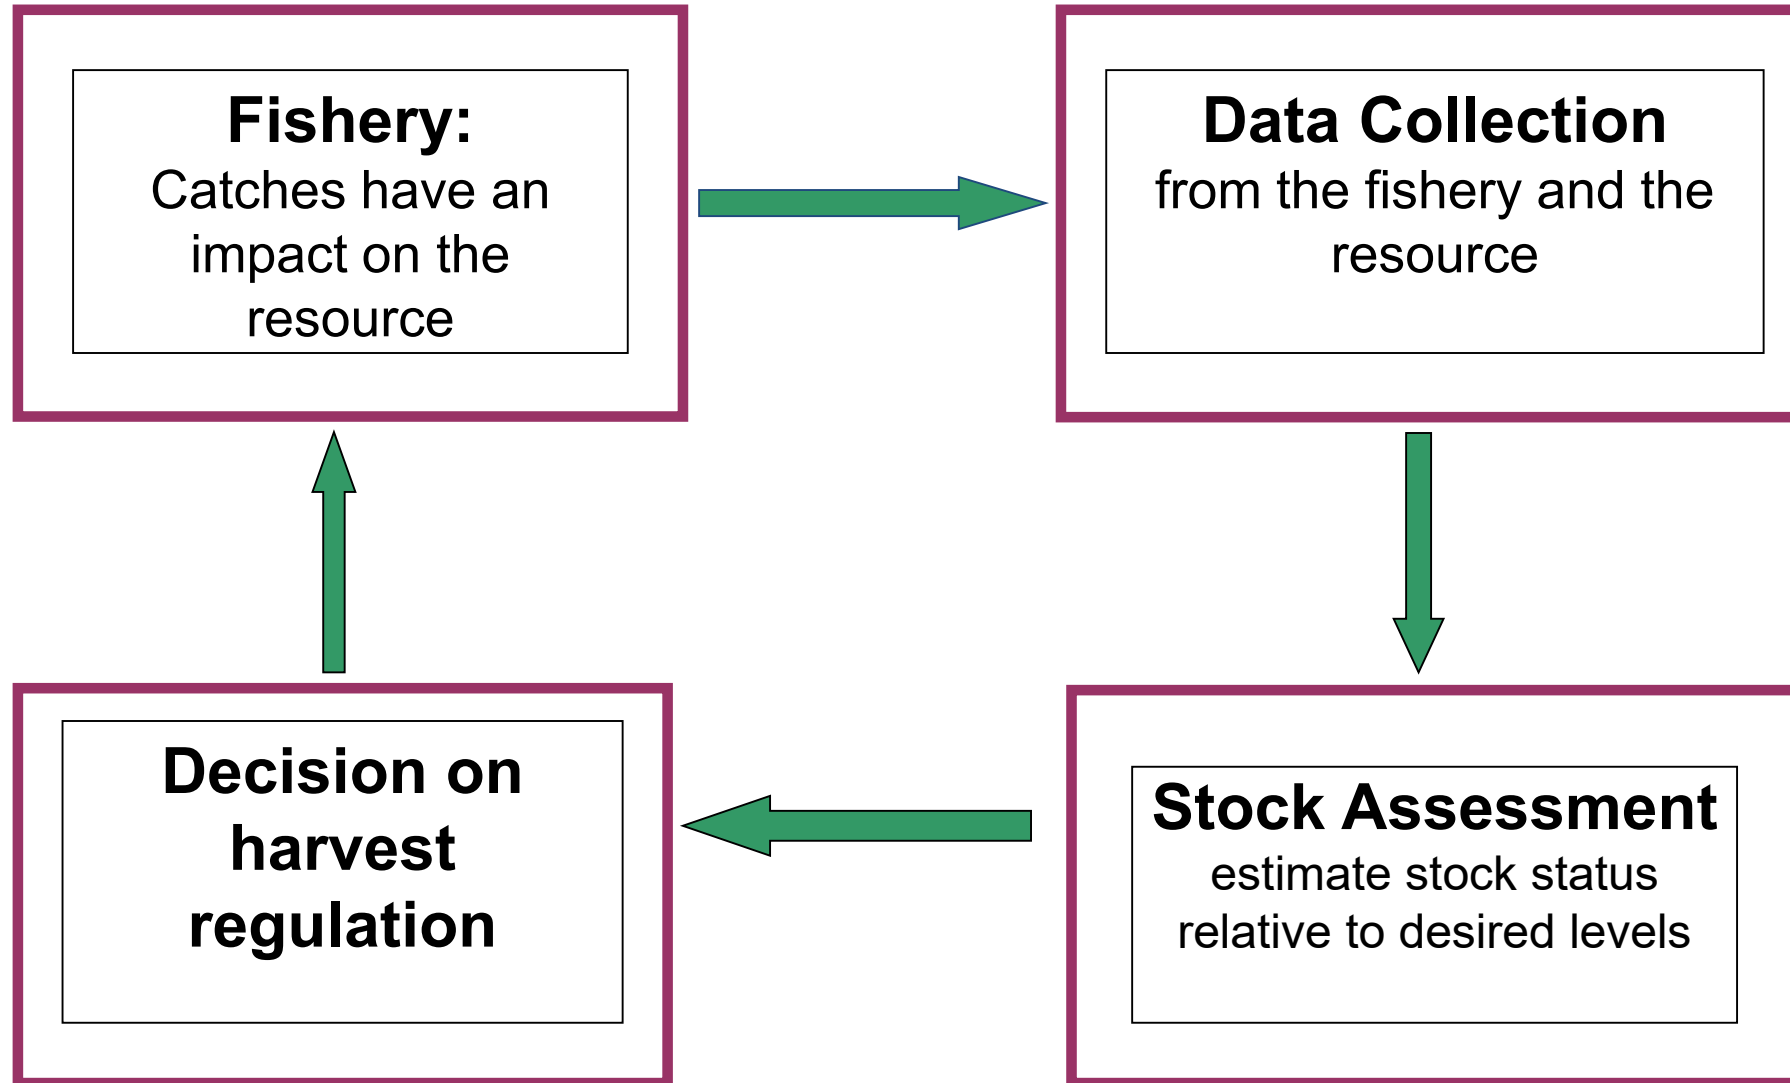 Fishery:
Catches have an
impact on the
resource
Data Collection
from the fishery and the
resource
Decision on
harvest
regulation
Stock Assessment
estimate stock status
relative to desired levels